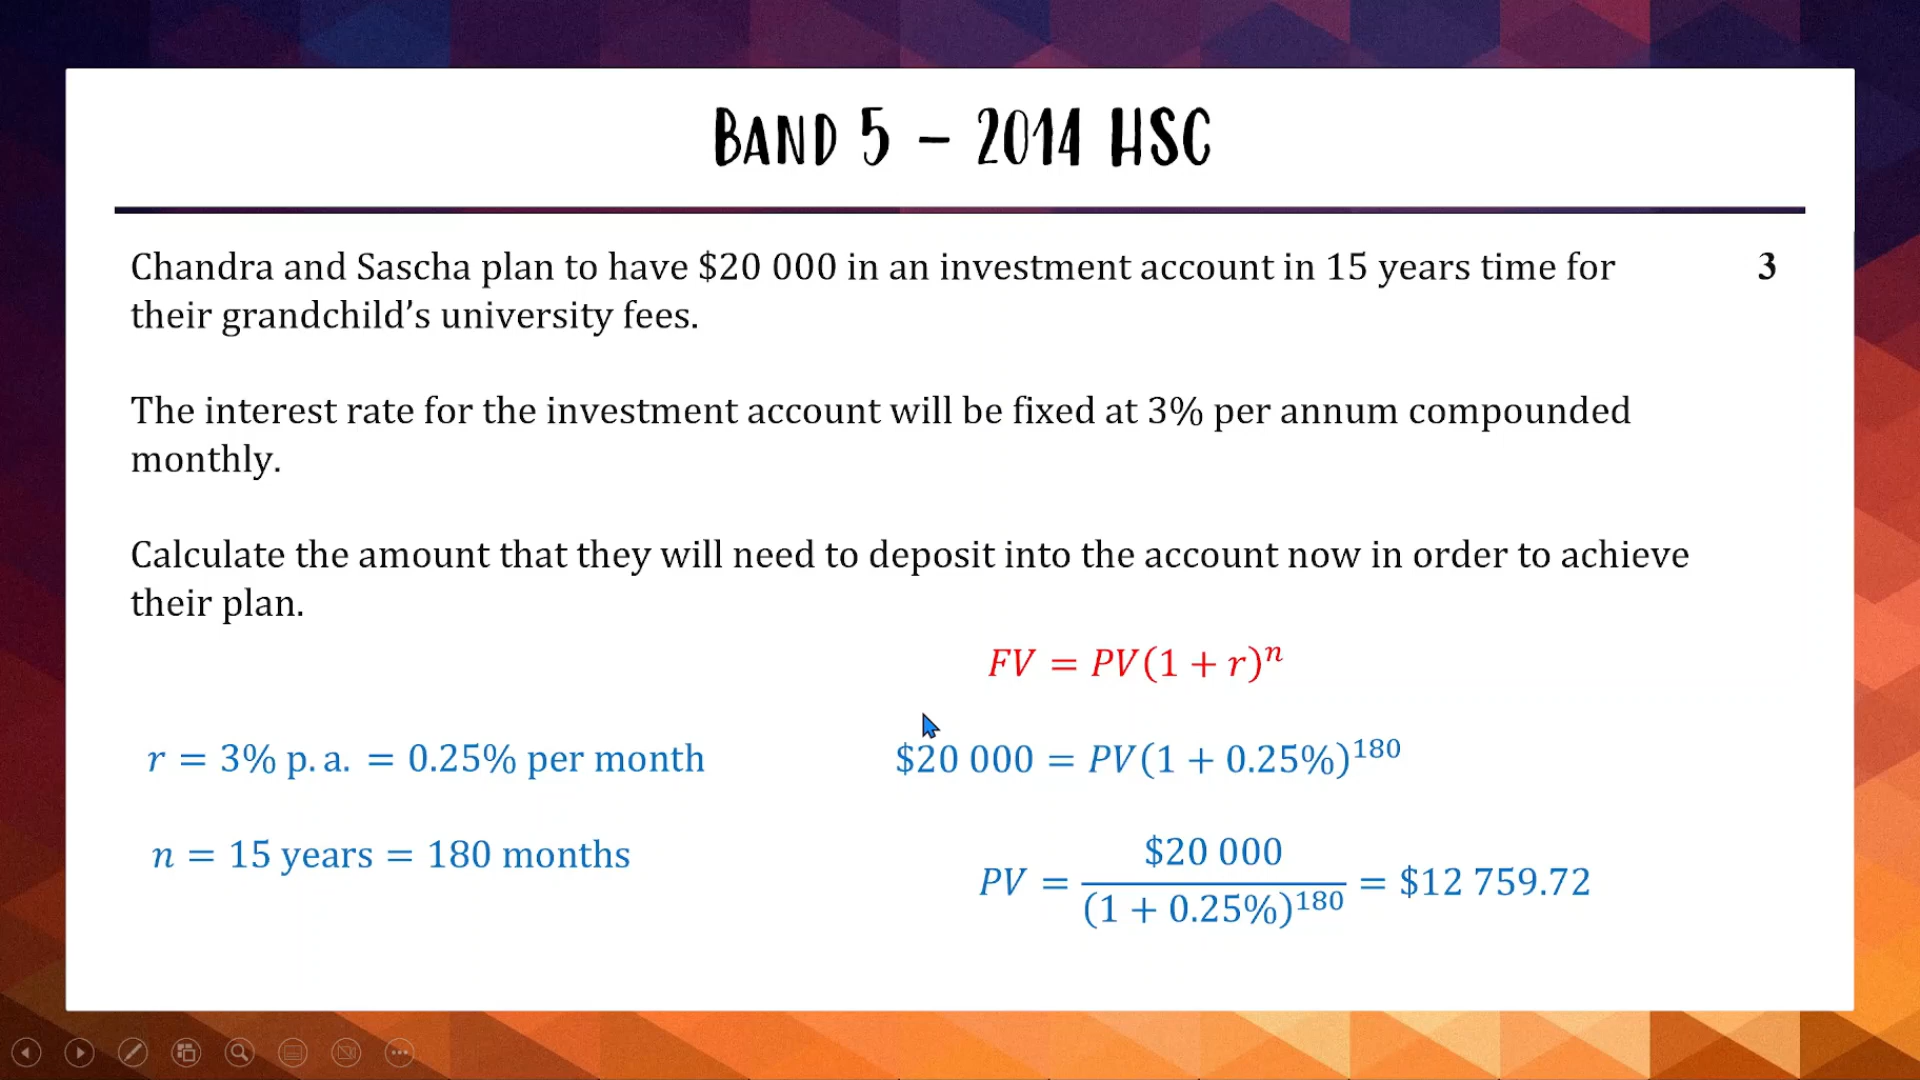 BAND 5 – 2014 HSC
Chandra and Sascha plan to have $20 000 in an investment account in 15 years time for 3
their grandchild’s university fees.
The interest rate for the investment account will be fixed at 3% per annum compounded
monthly.
Calculate the amount that they will need to deposit into the account now in order to achieve
their plan.
FV = PV(1 + r)^n
r = 3% p. a. = 0.25% per month
$20 000 = PV(1 + 0.25%)^180
n = 15 years = 180 months
PV = $20 000 / (1 + 0.25%)^180 = $12 759.72